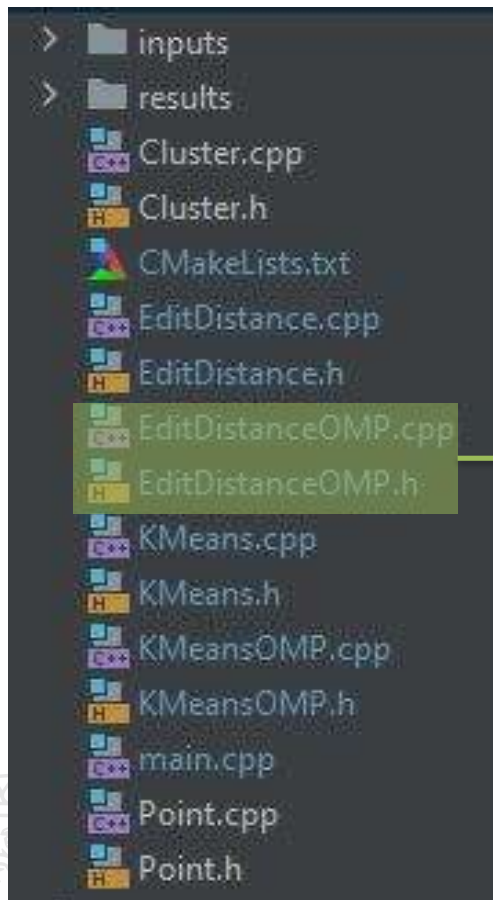 inputs
results
C++ Cluster.cpp
H Cluster.h
CMakeLists.txt
C++ EditDistance.cpp
H EditDistance.h
C++ EditDistanceOMP.cpp
H EditDistanceOMP.h
C++ KMeans.cpp
H KMeans.h
C++ KMeansOMP.cpp
H KMeansOMP.h
C++ main.cpp
C++ Point.cpp
H Point.h